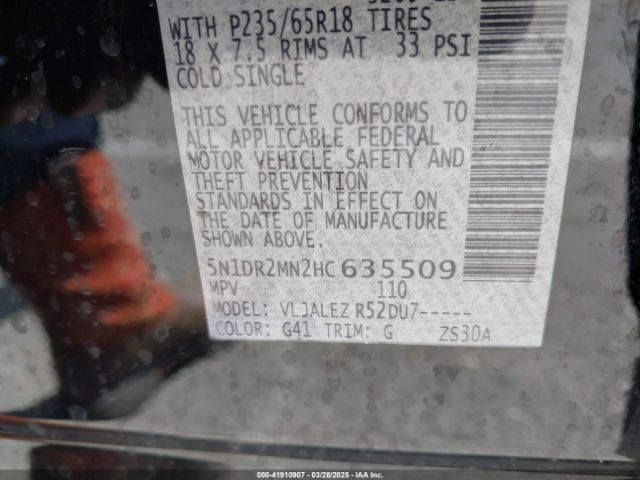 WITH P235/65R18 TIRES
18 X 7.5 RIMS AT 33 PSI
COLD SINGLE
THIS VEHICLE CONFORMS TO
ALL APPLICABLE FEDERAL
MOTOR VEHICLE SAFETY AND
THEFT PREVENTION
STANDARDS IN EFFECT ON
THE DATE OF MANUFACTURE
SHOWN ABOVE.
5N1DR2MN2HC 635509
MPV 110
MODEL: VLJALEZ R52DU7-----
COLOR: G41 TRIM: G ZS30A
000-41910907 | 03/28/2025 — IAA Inc.